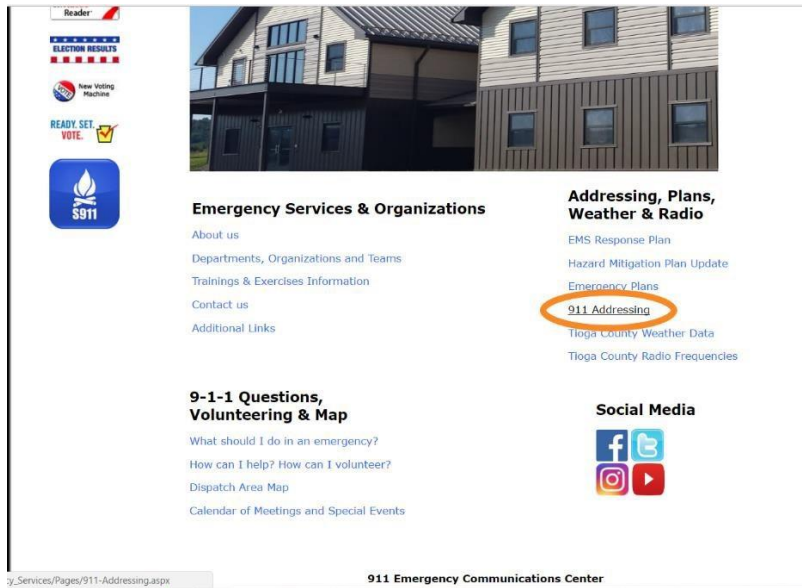 Reader
ELECTION RESULTS
VOTE
New Voting
Machine
READY. SET.
VOTE.
S911
Emergency Services & Organizations
About us
Departments, Organizations and Teams
Trainings & Exercises Information
Contact us
Additional Links
Addressing, Plans,
Weather & Radio
EMS Response Plan
Hazard Mitigation Plan Update
Emergency Plans
911 Addressing
Tioga County Weather Data
Tioga County Radio Frequencies
9-1-1 Questions,
Volunteering & Map
What should I do in an emergency?
How can I help? How can I volunteer?
Dispatch Area Map
Calendar of Meetings and Special Events
Social Media
911 Emergency Communications Center
cy_Services/Pages/911-Addressing.aspx